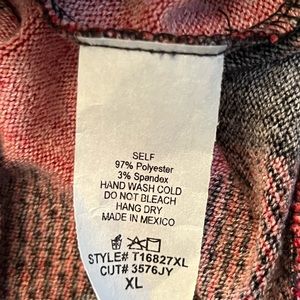 SELF
97% Polyester
3% Spandox
HAND WASH COLD
DO NOT BLEACH
HANG DRY
MADE IN MEXICO
STYLE# T16827XL
CUT# 3576JY
XL